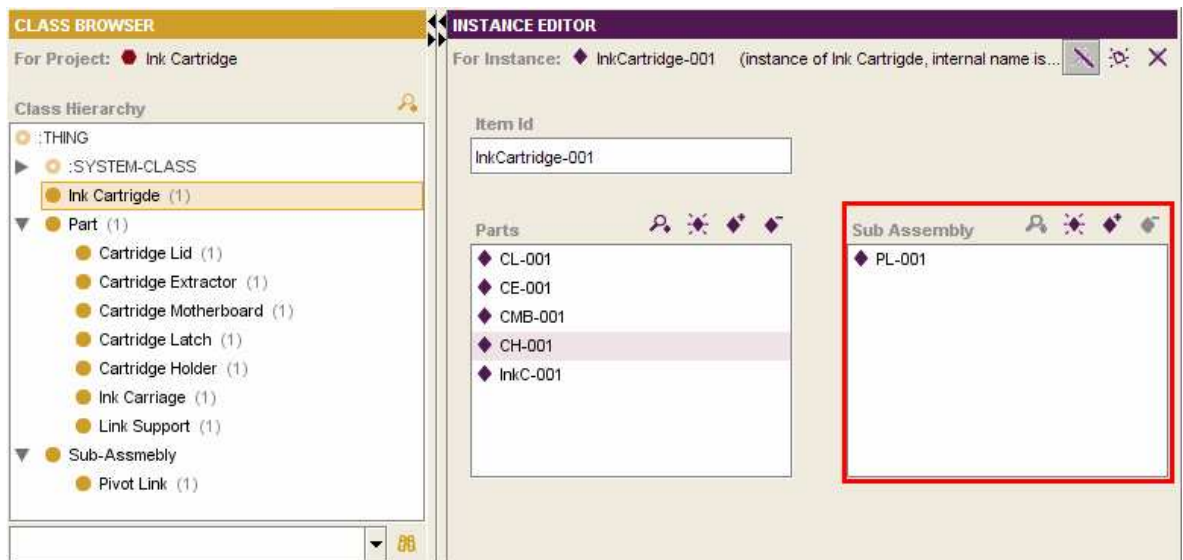 CLASS BROWSER
For Project: Ink Cartridge
Class Hierarchy
:THING
:SYSTEM-CLASS
Ink Cartrigde (1)
Part (1)
Cartridge Lid (1)
Cartridge Extractor (1)
Cartridge Motherboard (1)
Cartridge Latch (1)
Cartridge Holder (1)
Ink Carriage (1)
Link Support (1)
Sub-Assmebly
Pivot Link (1)
INSTANCE EDITOR
For Instance: InkCartridge-001 (instance of Ink Cartrigde, internal name is...
Item Id
InkCartridge-001
Parts
CL-001
CE-001
CMB-001
CH-001
InkC-001
Sub Assembly
PL-001